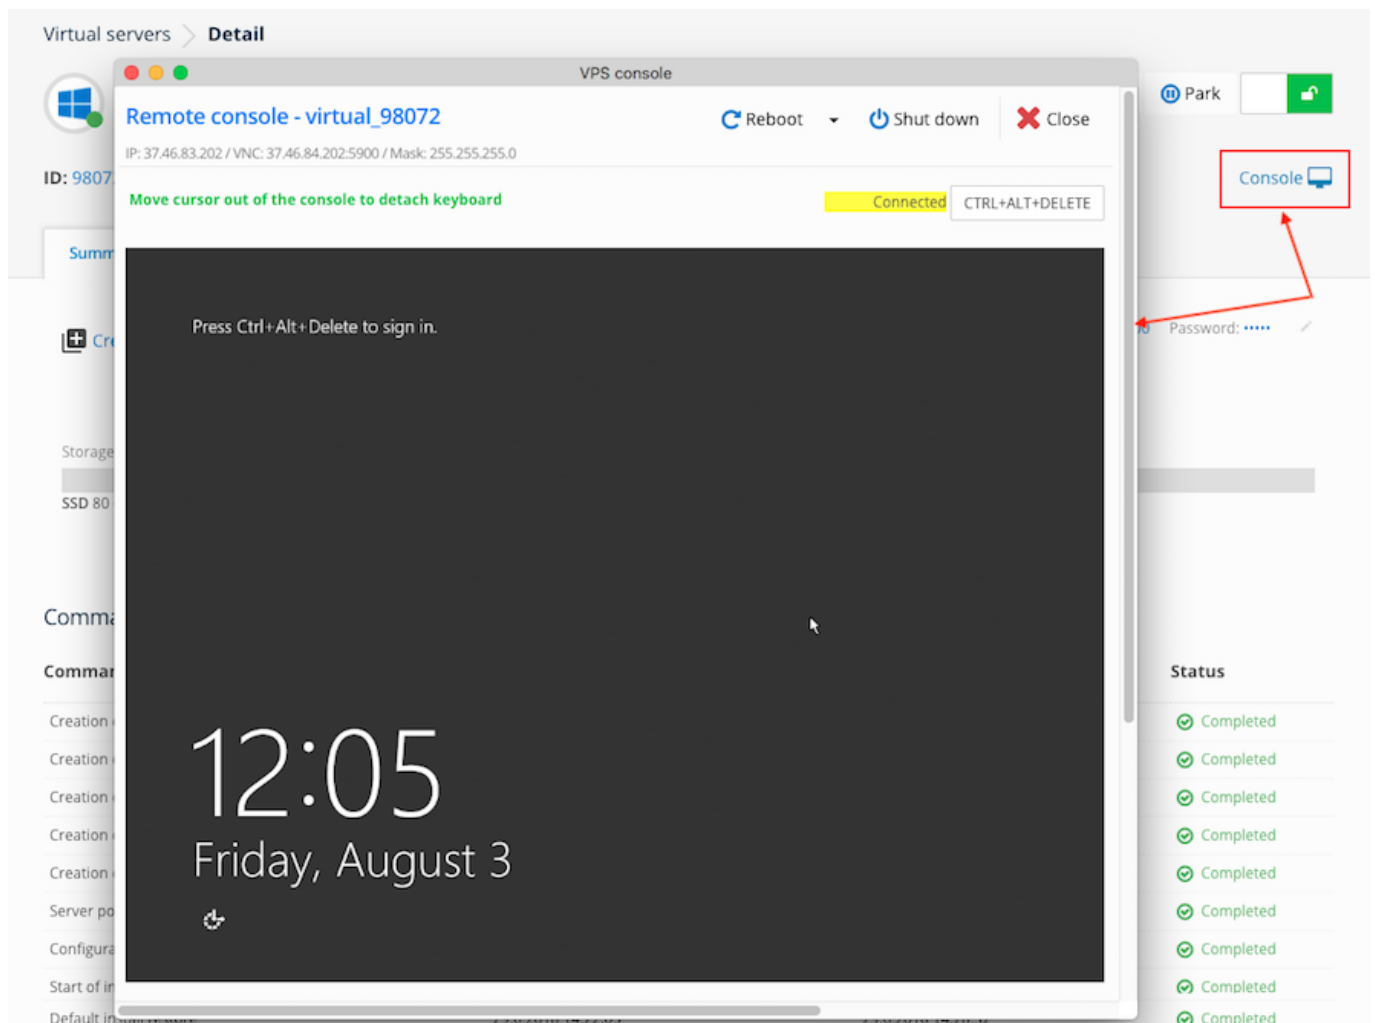 Virtual servers Detail
VPS console
Park
Remote console - virtual_98072
Reboot
Shut down
Close
IP: 37.46.83.202 / VNC: 37.46.84.202:5900 / Mask: 255.255.255.0
ID: 9807
Console
Move cursor out of the console to detach keyboard
Connected
CTRL+ALT+DELETE
Summ
Press Ctrl+Alt+Delete to sign in.
Cre
Password: •••••
Storage
SSD 80
Comma
Comman
Status
Creation
Completed
Creation
Completed
Creation
Completed
Creation
Completed
Creation
Completed
Server po
Completed
Configura
Completed
Start of in
Completed
Completed
12:05
Friday, August 3